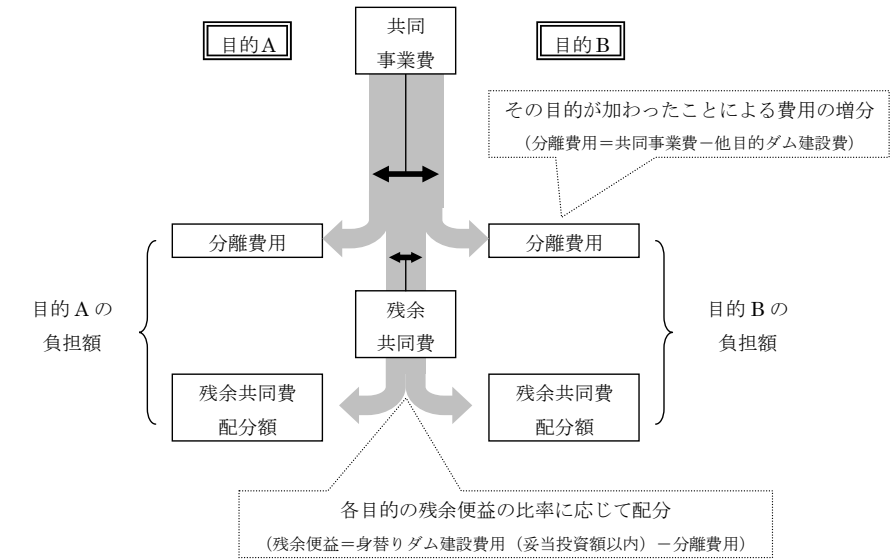 目的A
共同
事業費
目的B
その目的が加わったことによる費用の増分
（分離費用＝共同事業費－他目的ダム建設費）
分離費用
分離費用
目的 A の
負担額
残余
共同費
目的 B の
負担額
残余共同費
配分額
残余共同費
配分額
各目的の残余便益の比率に応じて配分
（残余便益＝身替りダム建設費用（妥当投資額以内）－分離費用）